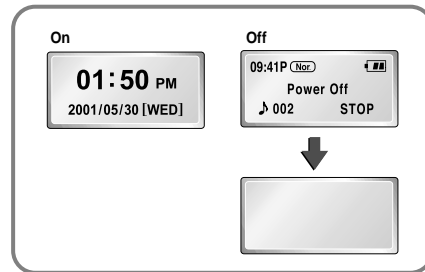 On
01:50 PM
2001/05/30 [WED]
Off
09:41P Nor.
Power Off
002 STOP